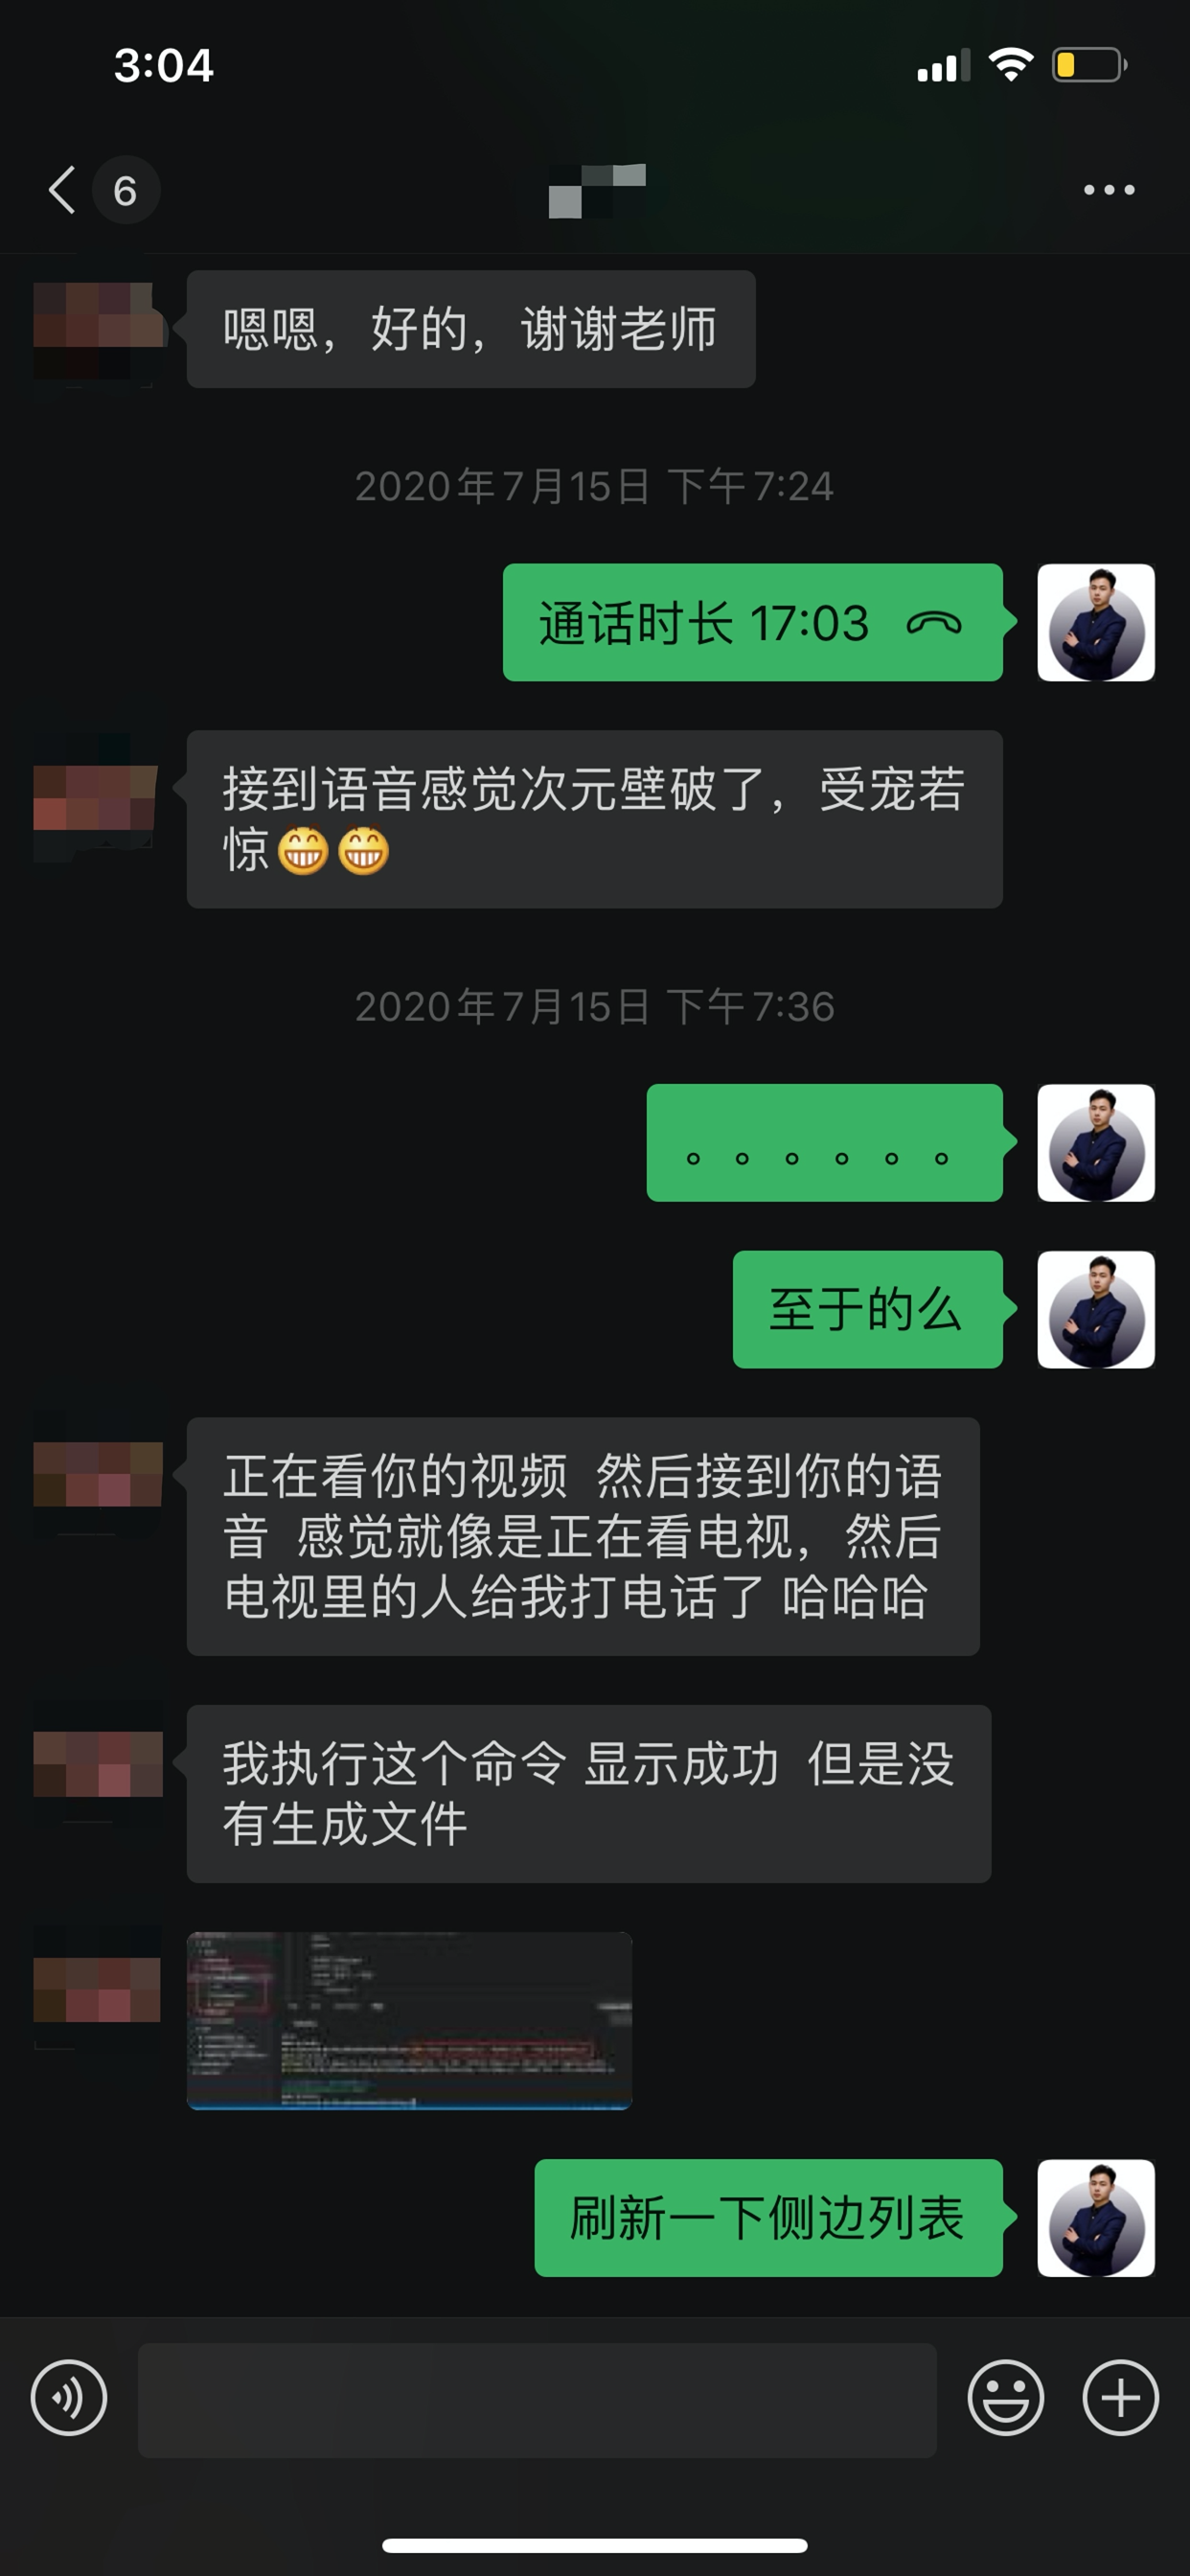 3:04
6
嗯嗯，好的，谢谢老师
2020年7月15日 下午7:24
通话时长 17:03
接到语音感觉次元壁破了，受宠若
惊😁😁
2020年7月15日 下午7:36
。。。。。。
至于的么
正在看你的视频 然后接到你的语
音 感觉就像是正在看电视，然后
电视里的人给我打电话了 哈哈哈
我执行这个命令 显示成功 但是没
有生成文件
刷新一下侧边列表